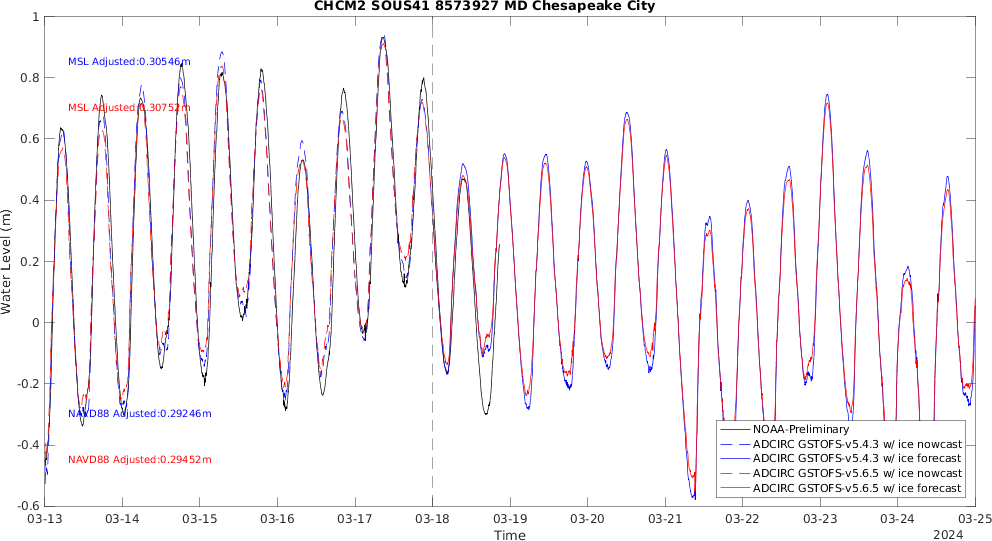 CHCM2 SOUS41 8573927 MD Chesapeake City
1
0.8
0.6
0.4
0.2
0
-0.2
-0.4
-0.6
Water Level (m)
MSL Adjusted:0.30546m
MSL Adjusted:0.30752m
NAVD88 Adjusted:0.29246m
NAVD88 Adjusted:0.29452m
NOAA-Preliminary
ADCIRC GSTOFS-v5.4.3 w/ ice nowcast
ADCIRC GSTOFS-v5.4.3 w/ ice forecast
ADCIRC GSTOFS-v5.6.5 w/ ice nowcast
ADCIRC GSTOFS-v5.6.5 w/ ice forecast
03-13 03-14 03-15 03-16 03-17 03-18 03-19 03-20 03-21 03-22 03-23 03-24 03-25
Time
2024